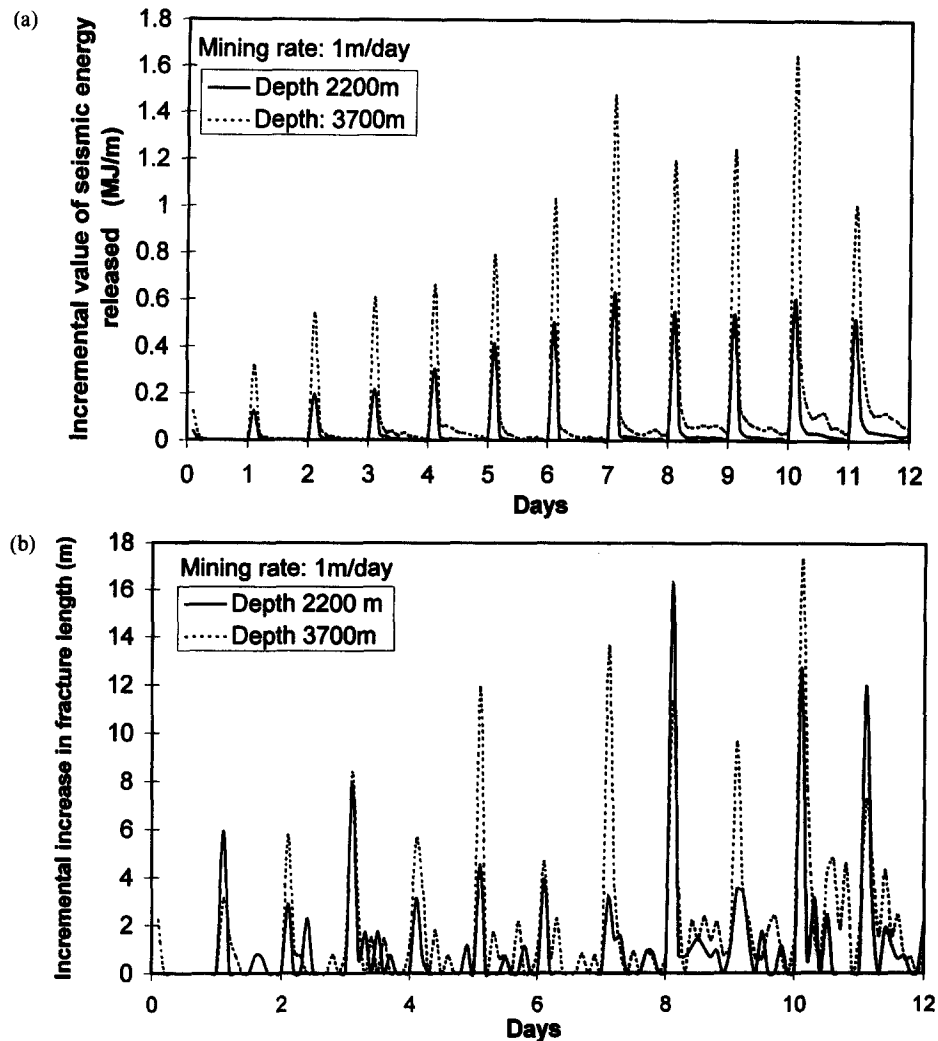 (a)
Incremental value of seismic energy
released (MJ/m)
1.8
1.6
1.4
1.2
1
0.8
0.6
0.4
0.2
0
Mining rate: 1m/day
Depth 2200m
Depth: 3700m
0 1 2 3 4 5 6 7 8 9 10 11 12
Days
(b)
Incremental increase in fracture length (m)
18
16
14
12
10
8
6
4
2
0
Mining rate: 1m/day
Depth 2200 m
Depth 3700m
0 2 4 6 8 10 12
Days